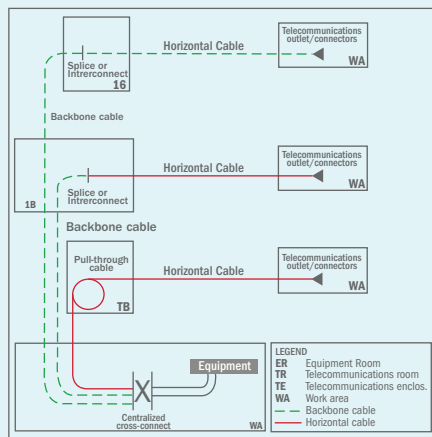 Telecommunications
outlet/connectors
WA
Horizontal Cable
Splice or
Intrerconnect
16
Backbone cable
Horizontal Cable
Telecommunications
outlet/connectors
WA
Splice or
Intrerconnect
1B
Backbone cable
Pull-through
cable
TB
Horizontal Cable
Telecommunications
outlet/connectors
WA
Equipment
X
Centralized
cross-connect
WA
LEGEND
ER Equipment Room
TR Telecommunications room
TE Telecommunications enclos.
WA Work area
Backbone cable
Horizontal cable